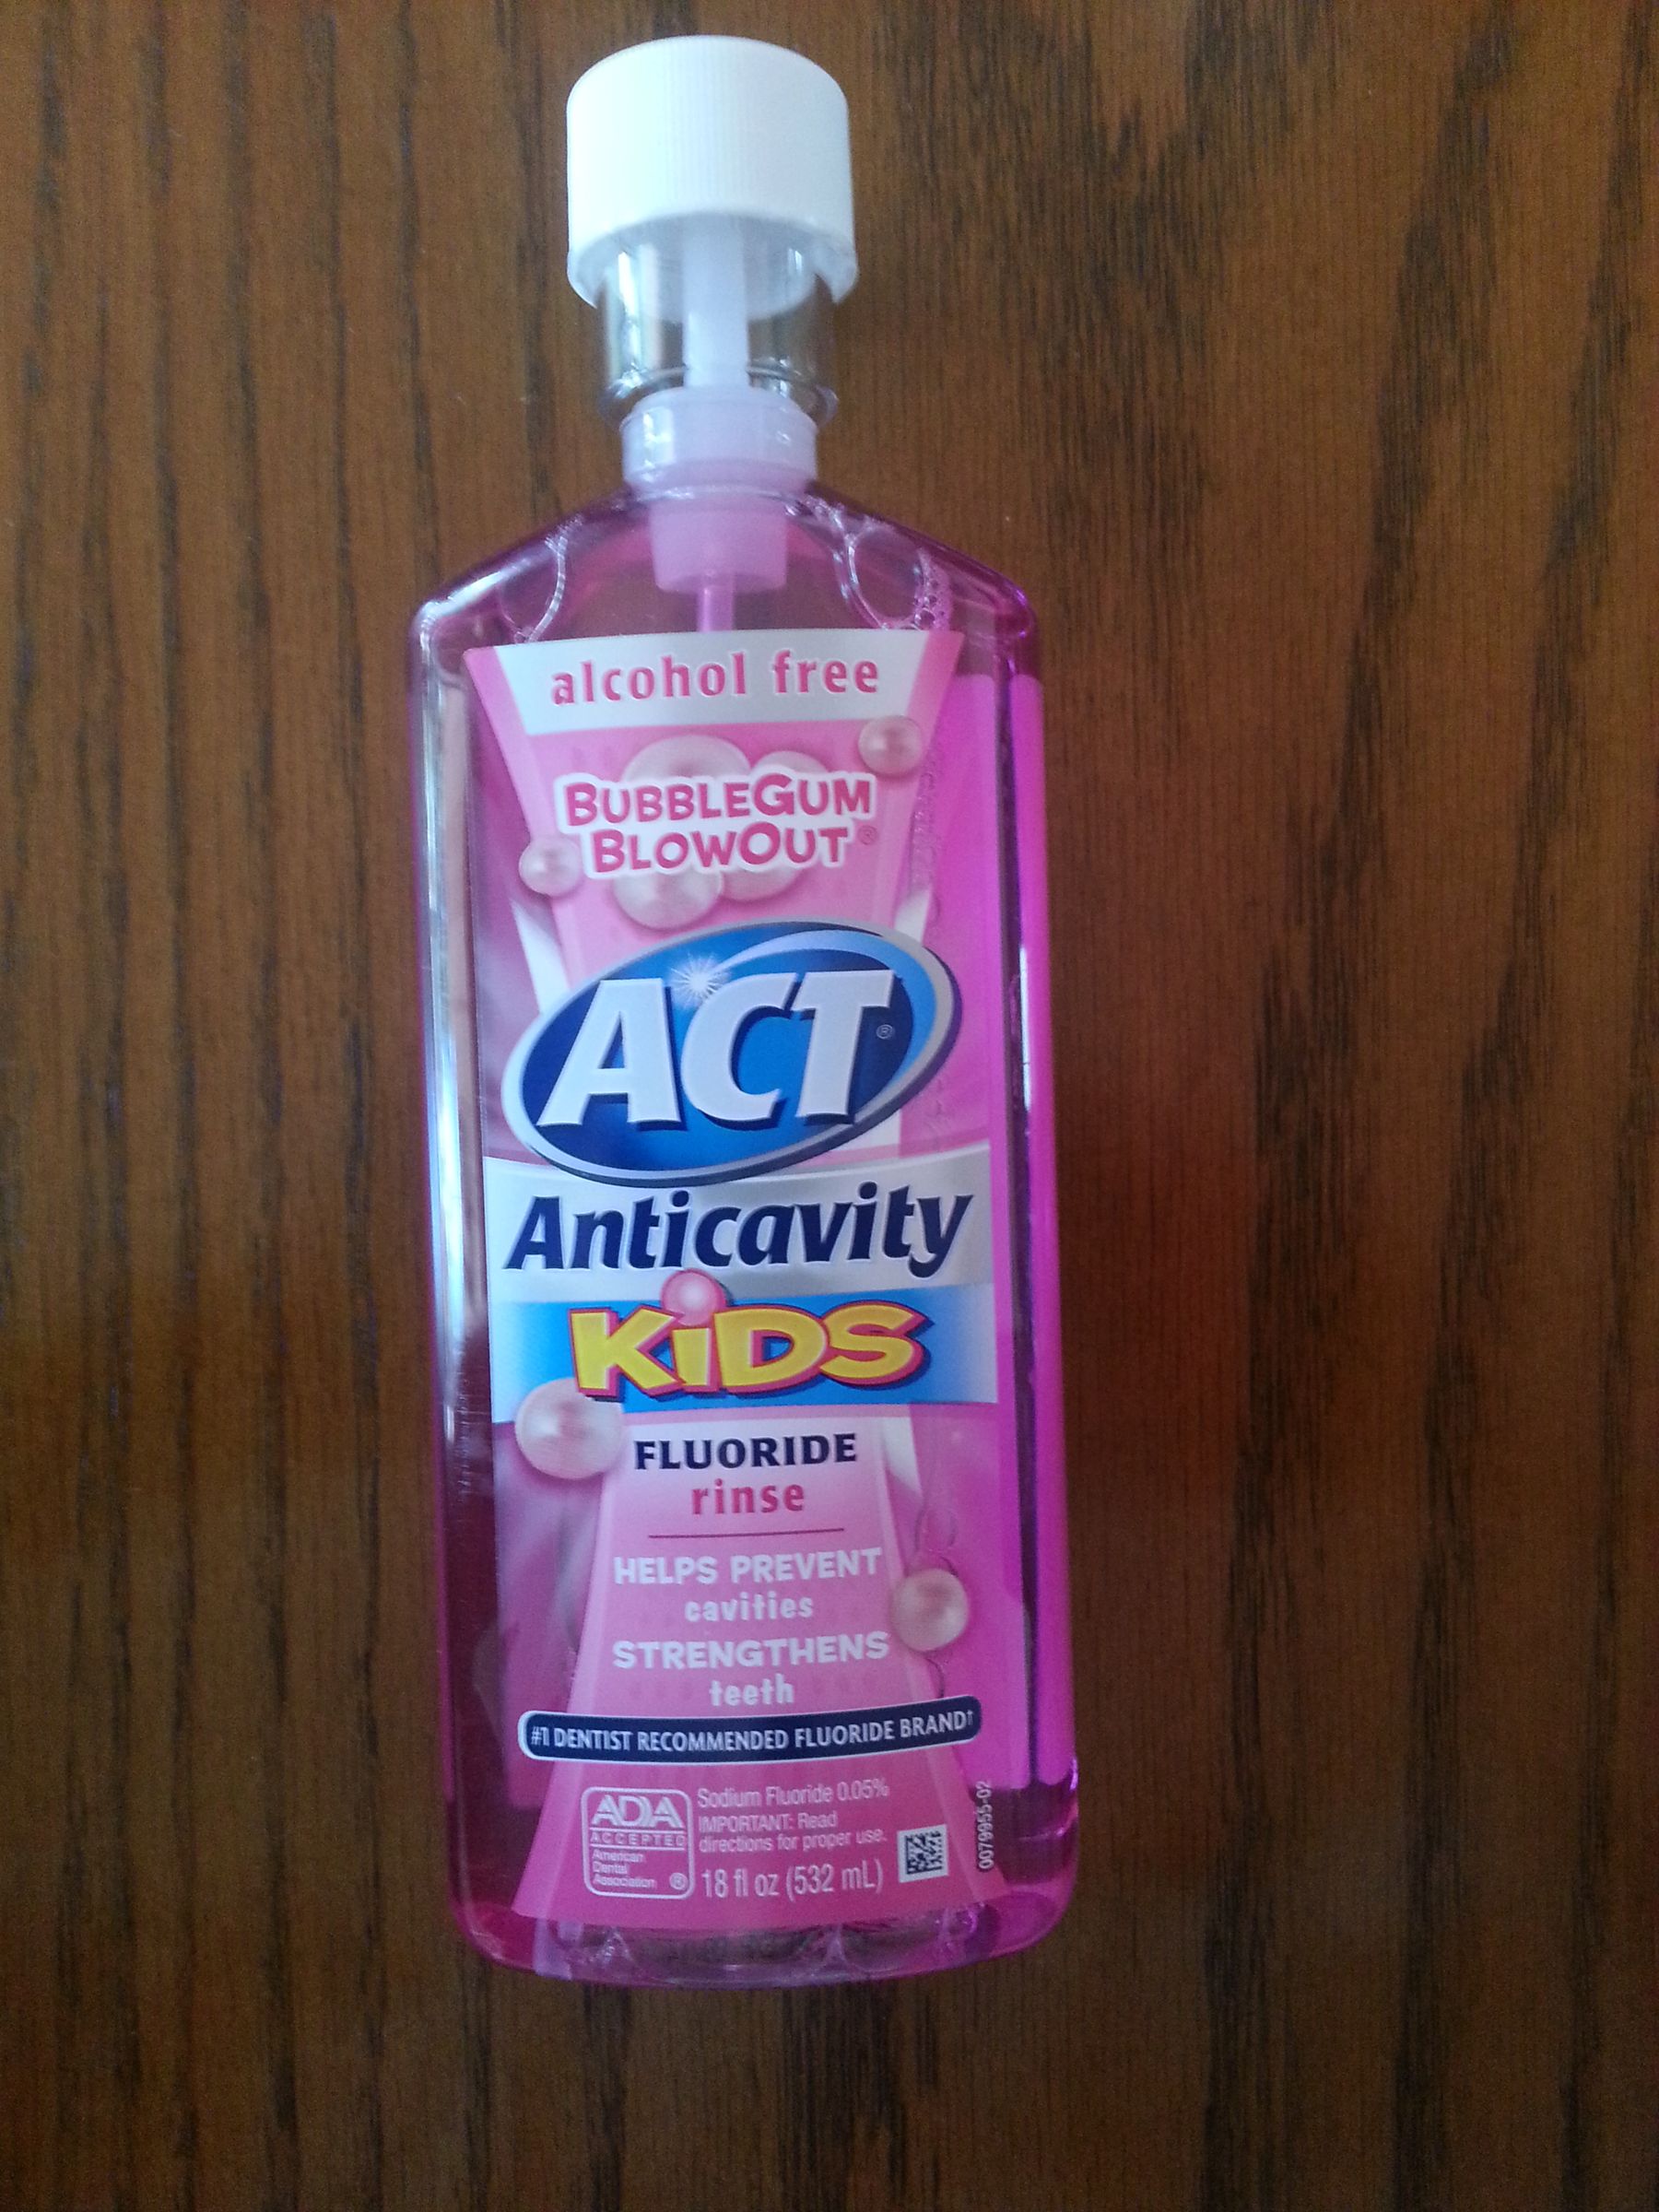 alcohol free
BUBBLEGUM
BLOWOUT®
ACT®
Anticavity
KiDS
FLUORIDE
rinse
HELPS PREVENT
cavities
STRENGTHENS
teeth
#1 DENTIST RECOMMENDED FLUORIDE BRAND†
ADA
ACCEPTED
American
Dental
Association ®
Sodium Fluoride 0.05%
IMPORTANT: Read
directions for proper use.
18 fl oz (532 mL)
0079955-02